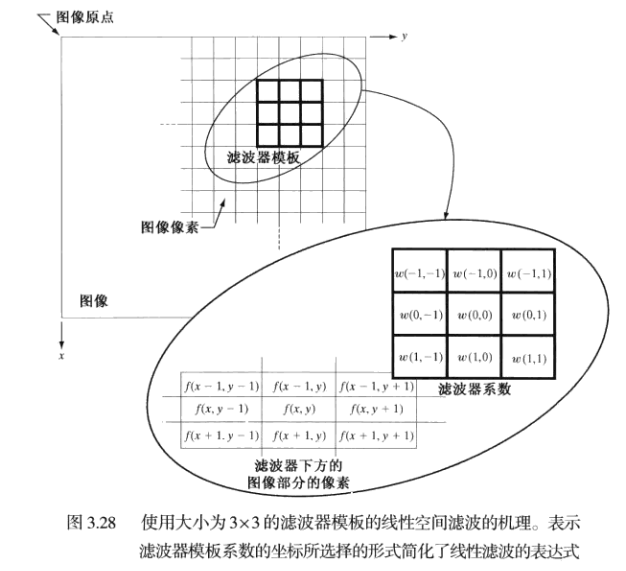 图像原点
y
滤波器模板
图像像素
图像
x
w(−1,−1) w(−1,0) w(−1,1)
w(0,−1) w(0,0) w(0,1)
w(1,−1) w(1,0) w(1,1)
滤波器系数
f(x − 1, y − 1) f(x − 1, y) f(x − 1, y + 1)
f(x, y − 1) f(x, y) f(x, y + 1)
f(x + 1, y − 1) f(x + 1, y) f(x + 1, y + 1)
滤波器下方的
图像部分的像素
图 3.28 使用大小为 3×3 的滤波器模板的线性空间滤波的机理。表示
滤波器模板系数的坐标所选择的形式简化了线性滤波的表达式